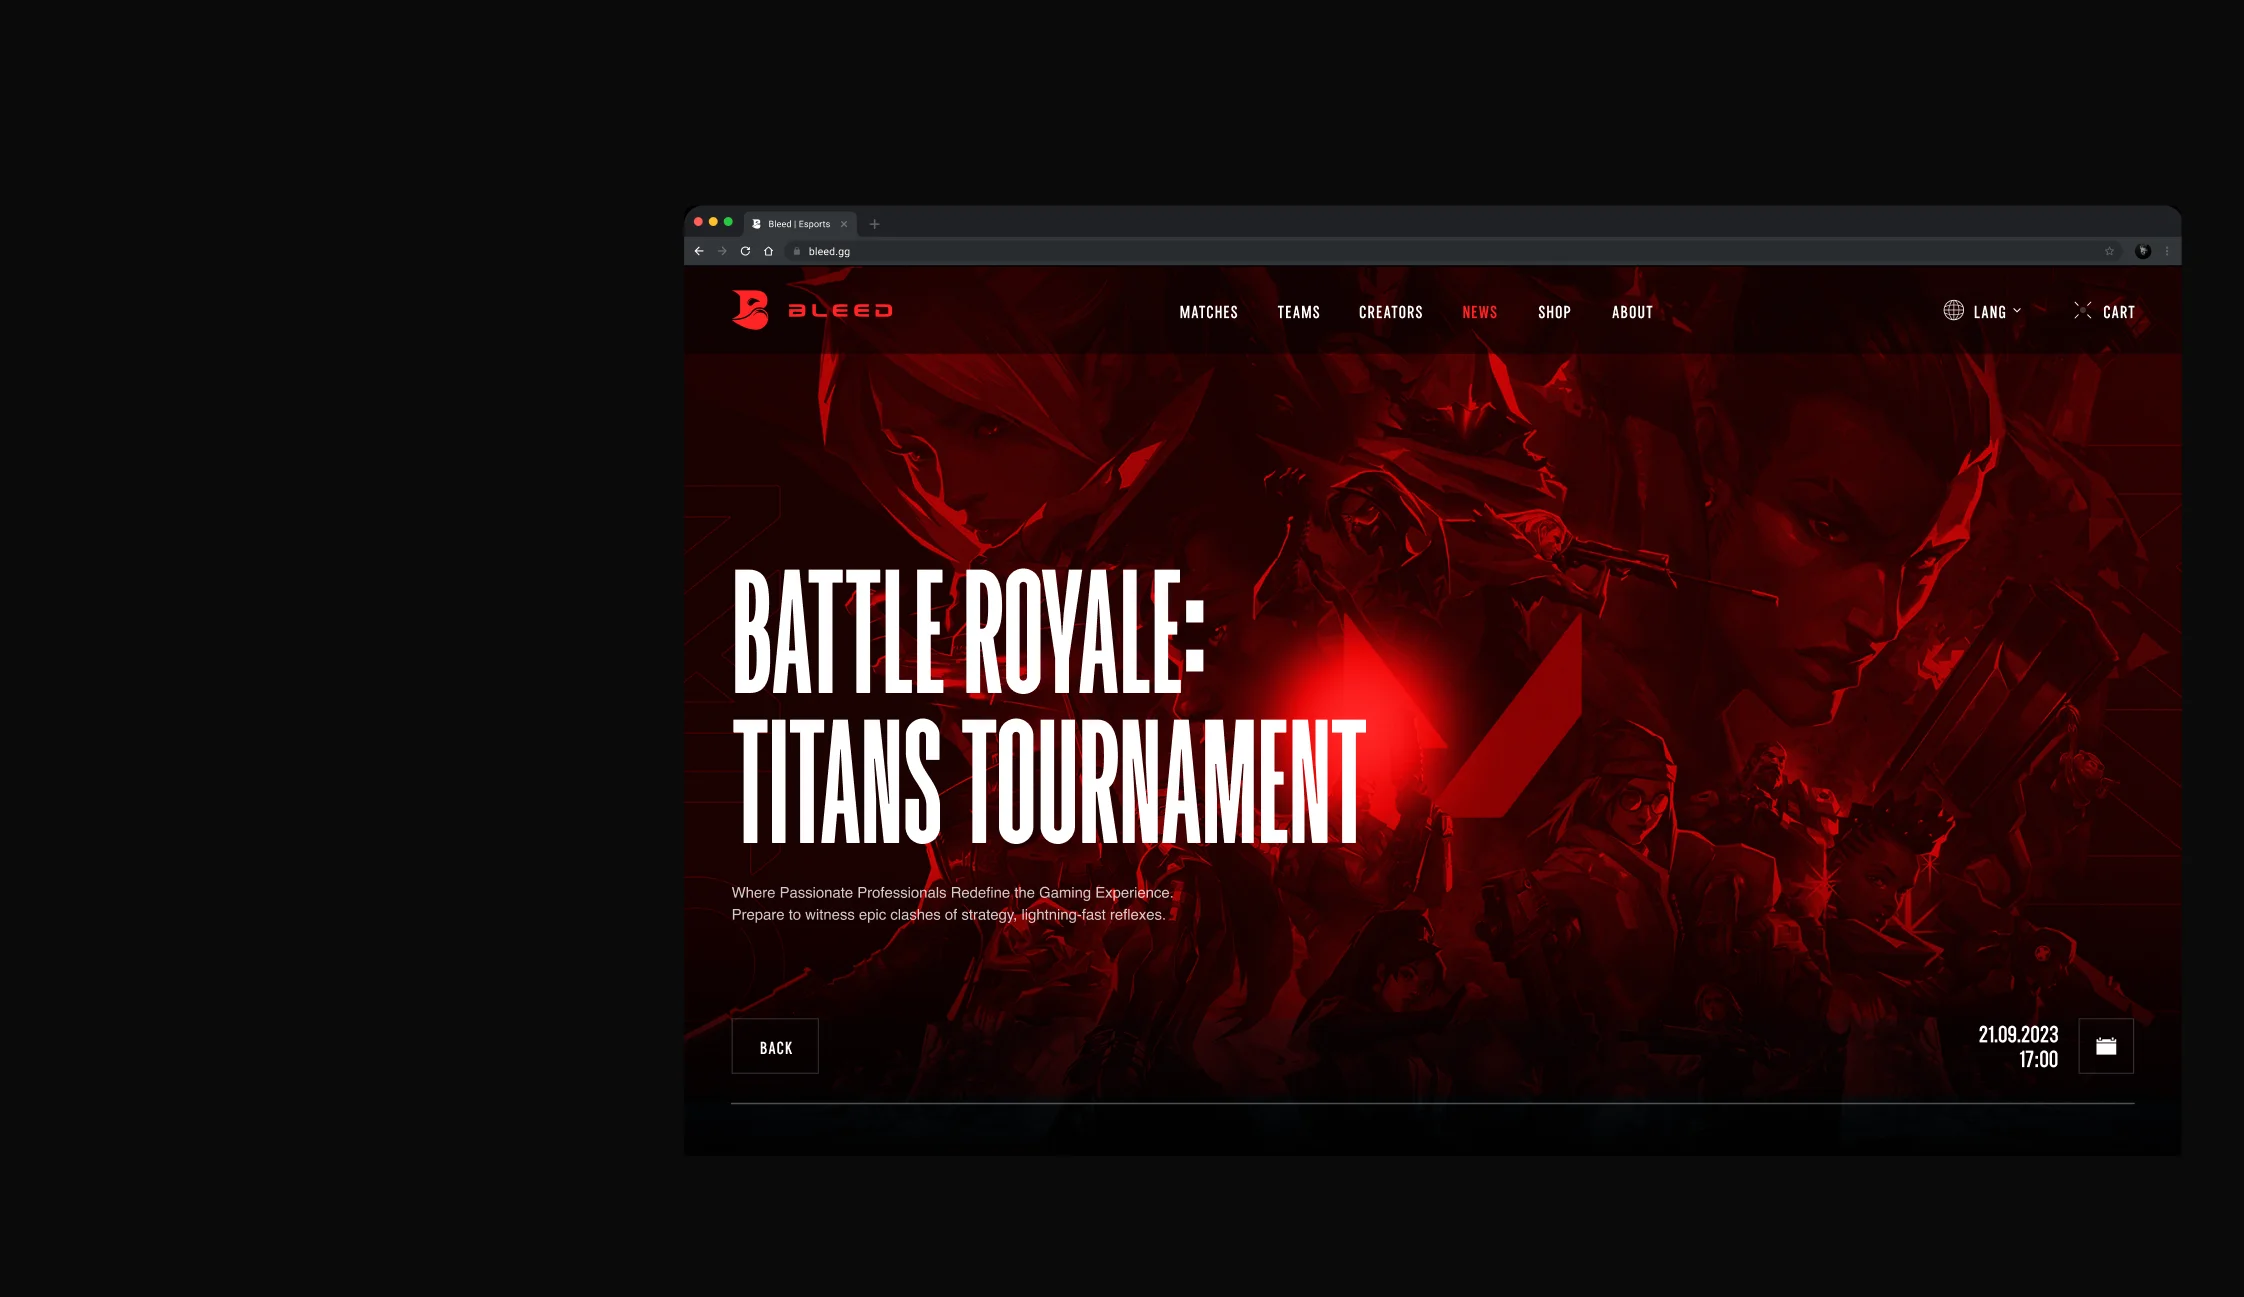 Bleed | Esports
bleed.gg
BLEED
MATCHES TEAMS CREATORS NEWS SHOP ABOUT
LANG CART
BATTLE ROYALE:
TITANS TOURNAMENT
Where Passionate Professionals Redefine the Gaming Experience.
Prepare to witness epic clashes of strategy, lightning-fast reflexes.
BACK
21.09.2023
17:00